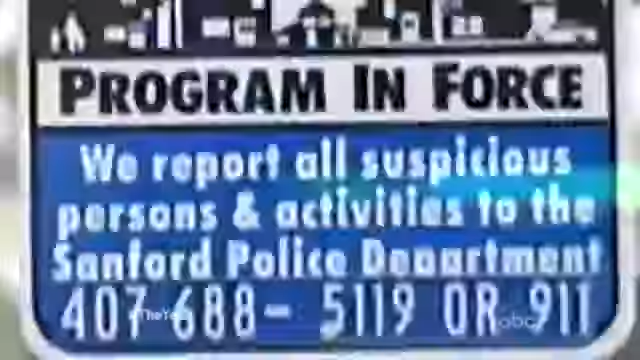 PROGRAM IN FORCE
We report all suspicious
persons & activities to the
Sanford Police Department
407-688-5119 OR 911
abc